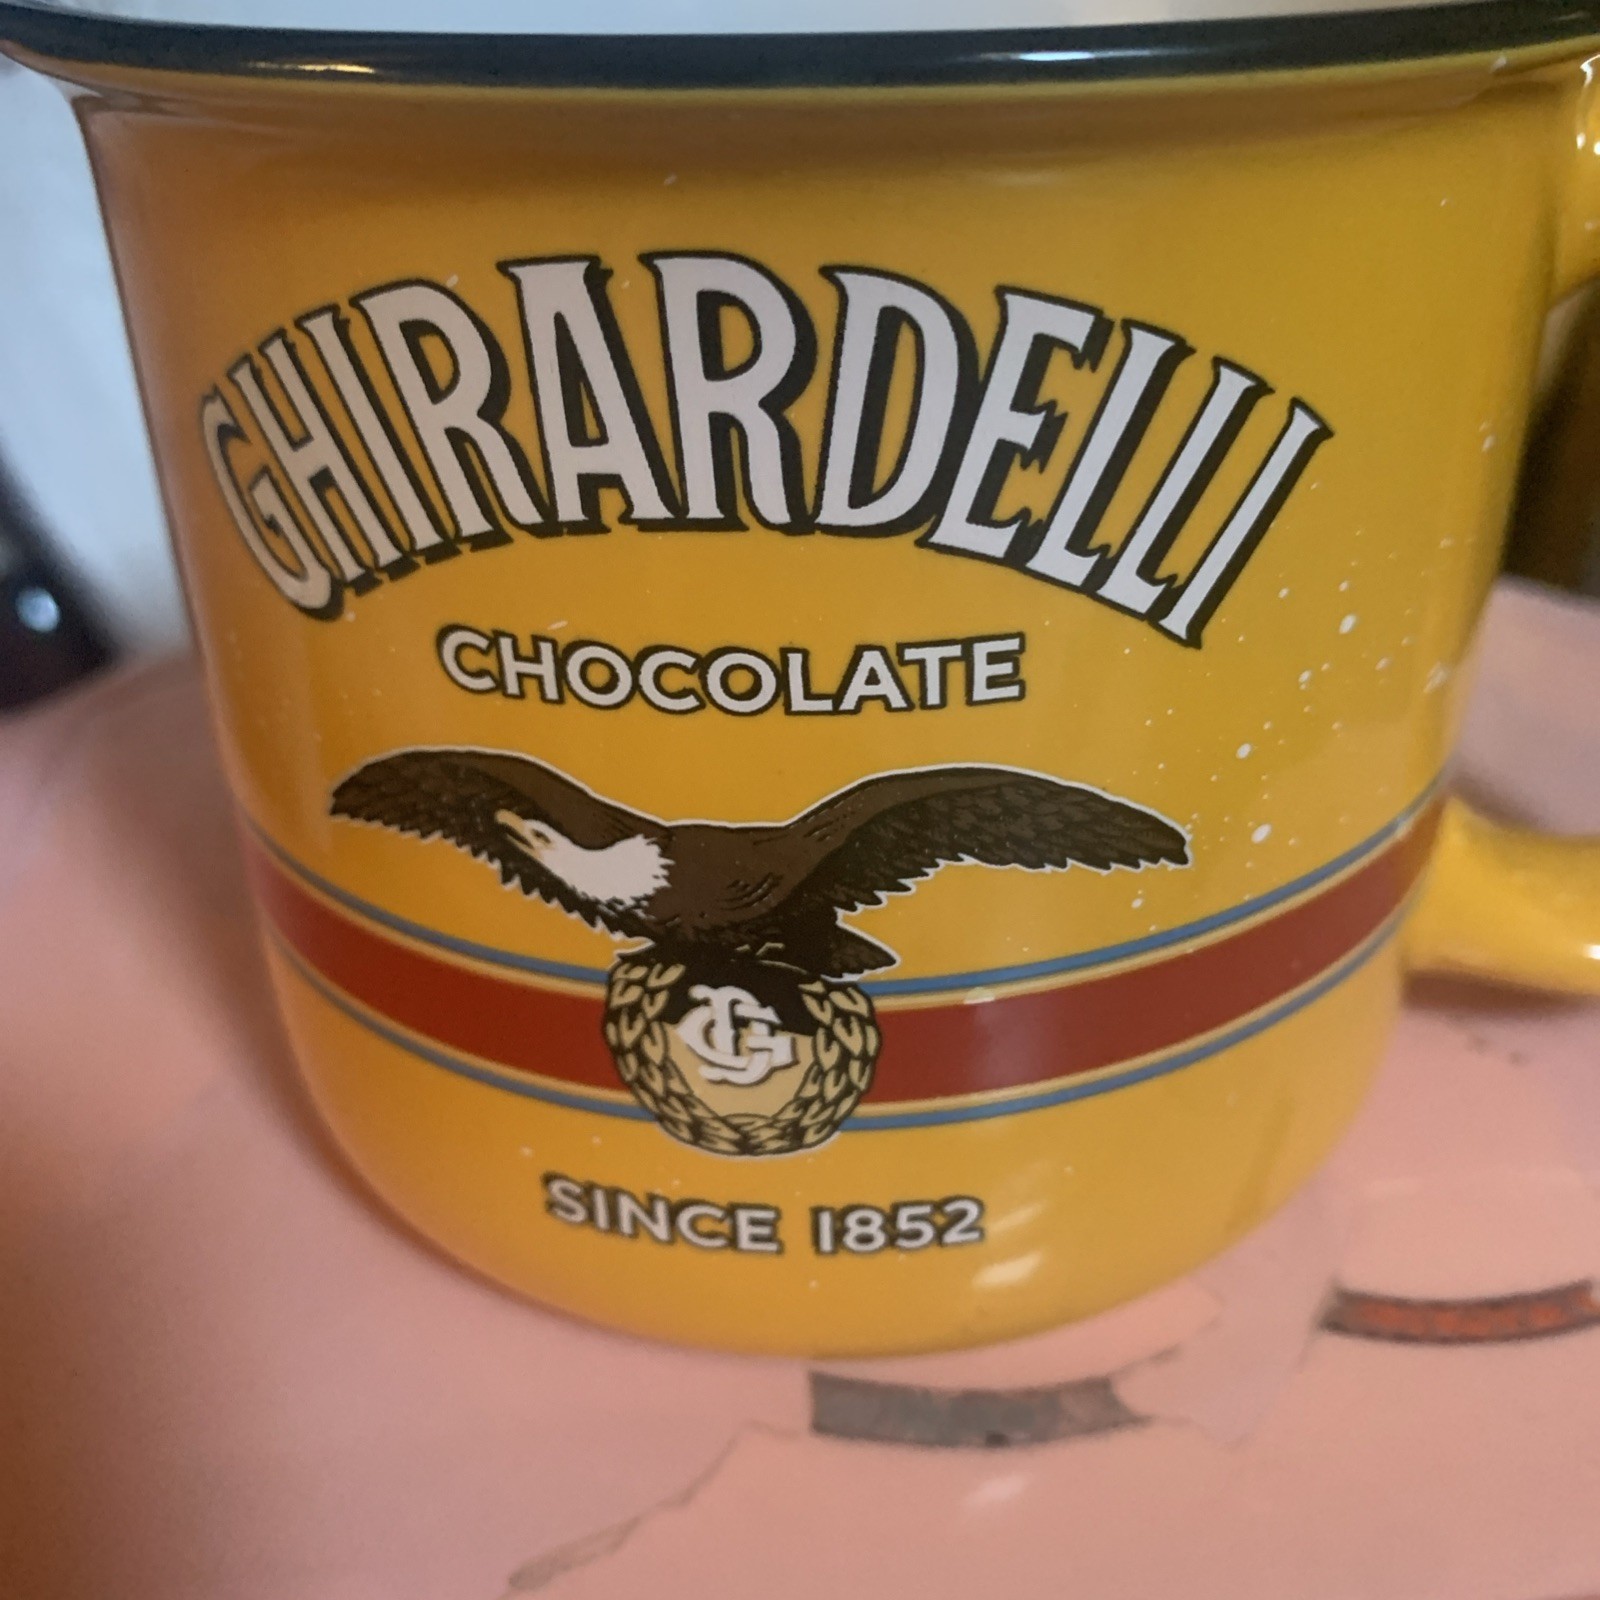 GHIRARDELLI
CHOCOLATE
SINCE 1852